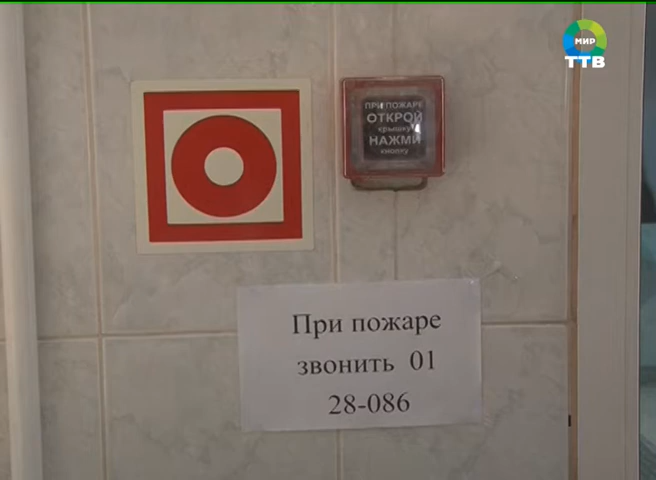 МИР
ТТВ
ПРИ ПОЖАРЕ
ОТКРОЙ
крышку
НАЖМИ
кнопку
При пожаре
звонить 01
28-086